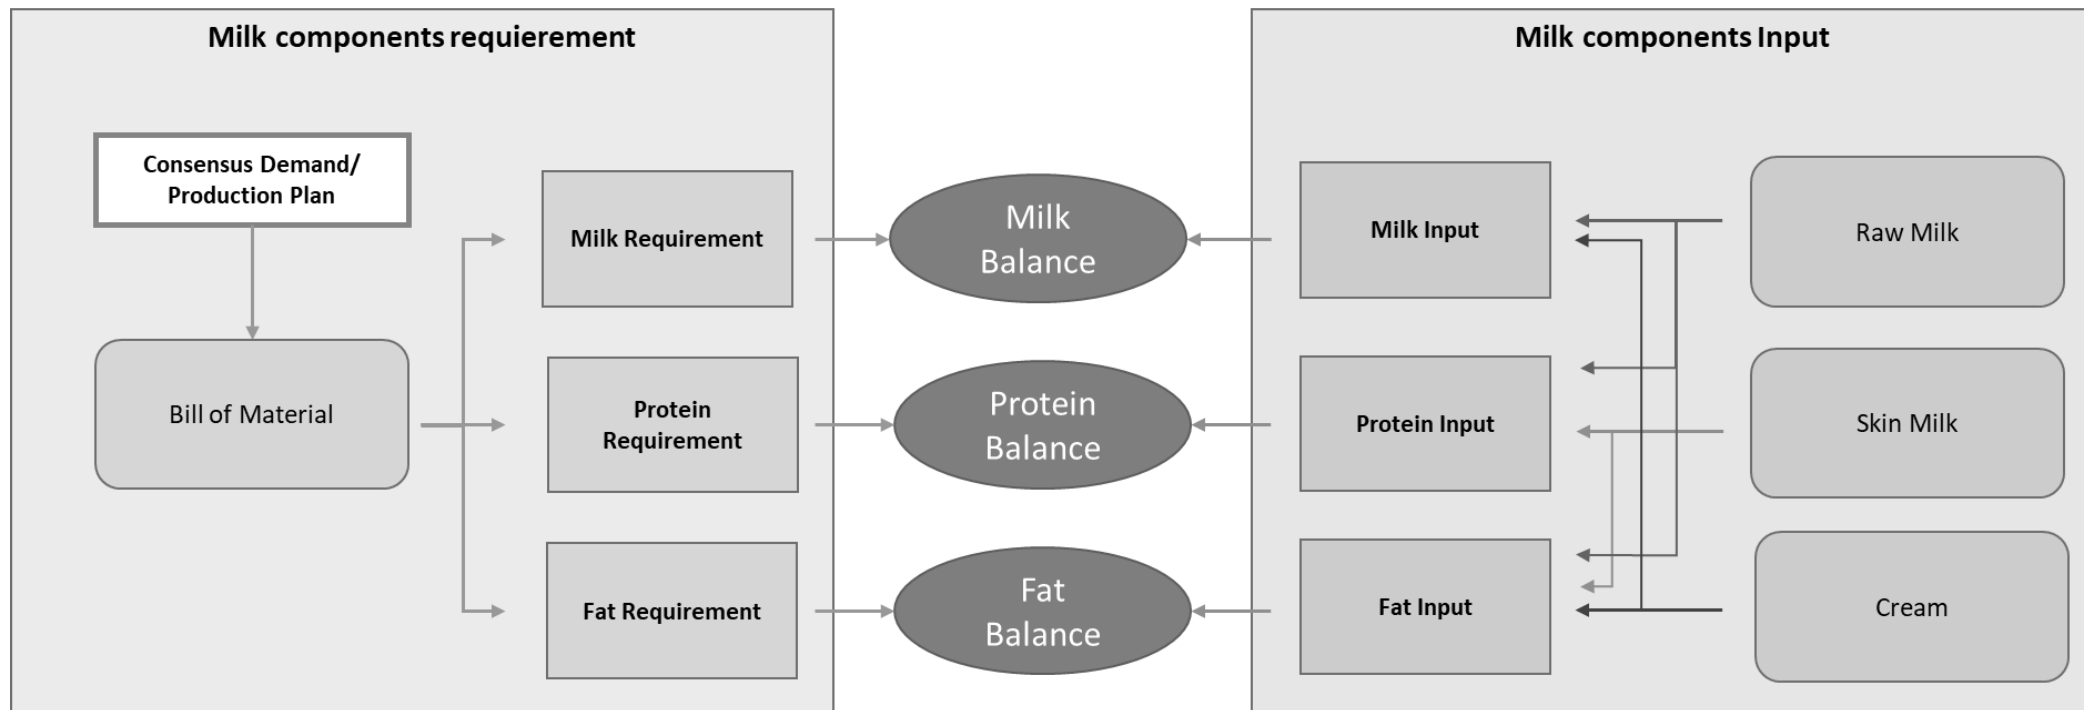 Milk components requierement
Consensus Demand/
Production Plan
Bill of Material
Milk Requirement
Protein
Requirement
Fat Requirement
Milk
Balance
Protein
Balance
Fat
Balance
Milk components Input
Milk Input
Protein Input
Fat Input
Raw Milk
Skin Milk
Cream